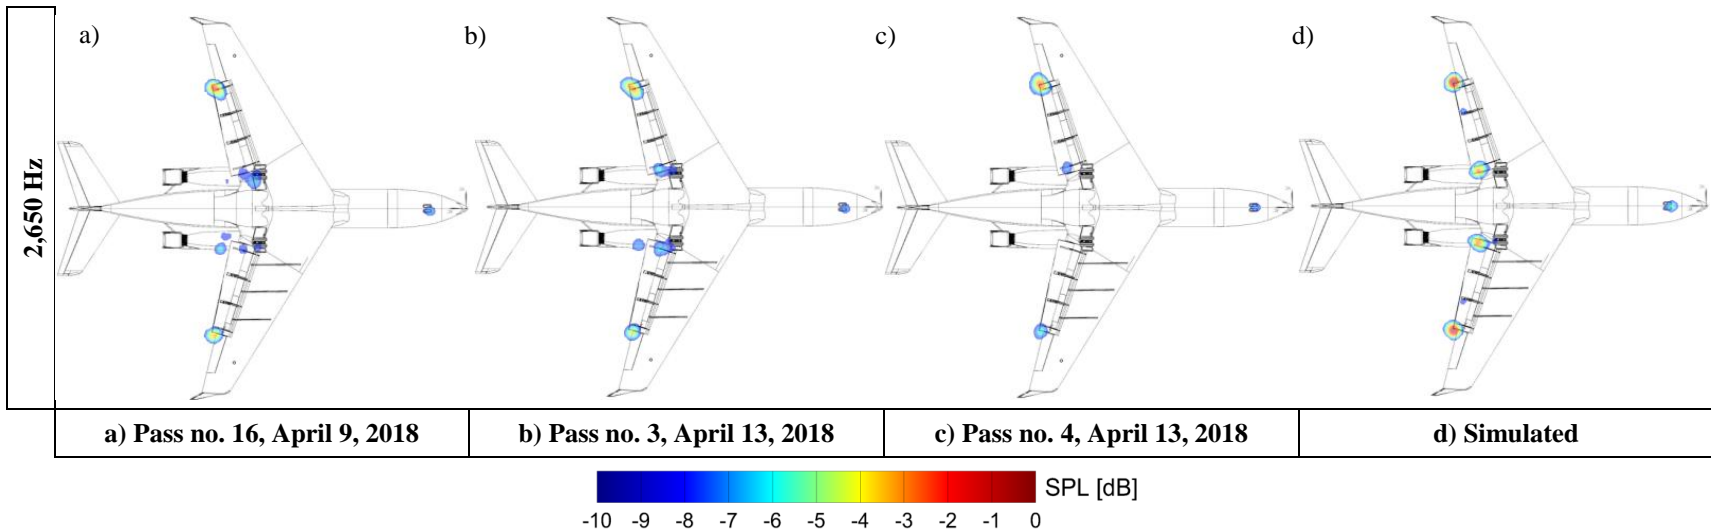 a)
b)
c)
d)
2,650 Hz
a) Pass no. 16, April 9, 2018
b) Pass no. 3, April 13, 2018
c) Pass no. 4, April 13, 2018
d) Simulated
SPL [dB]
-10 -9 -8 -7 -6 -5 -4 -3 -2 -1 0